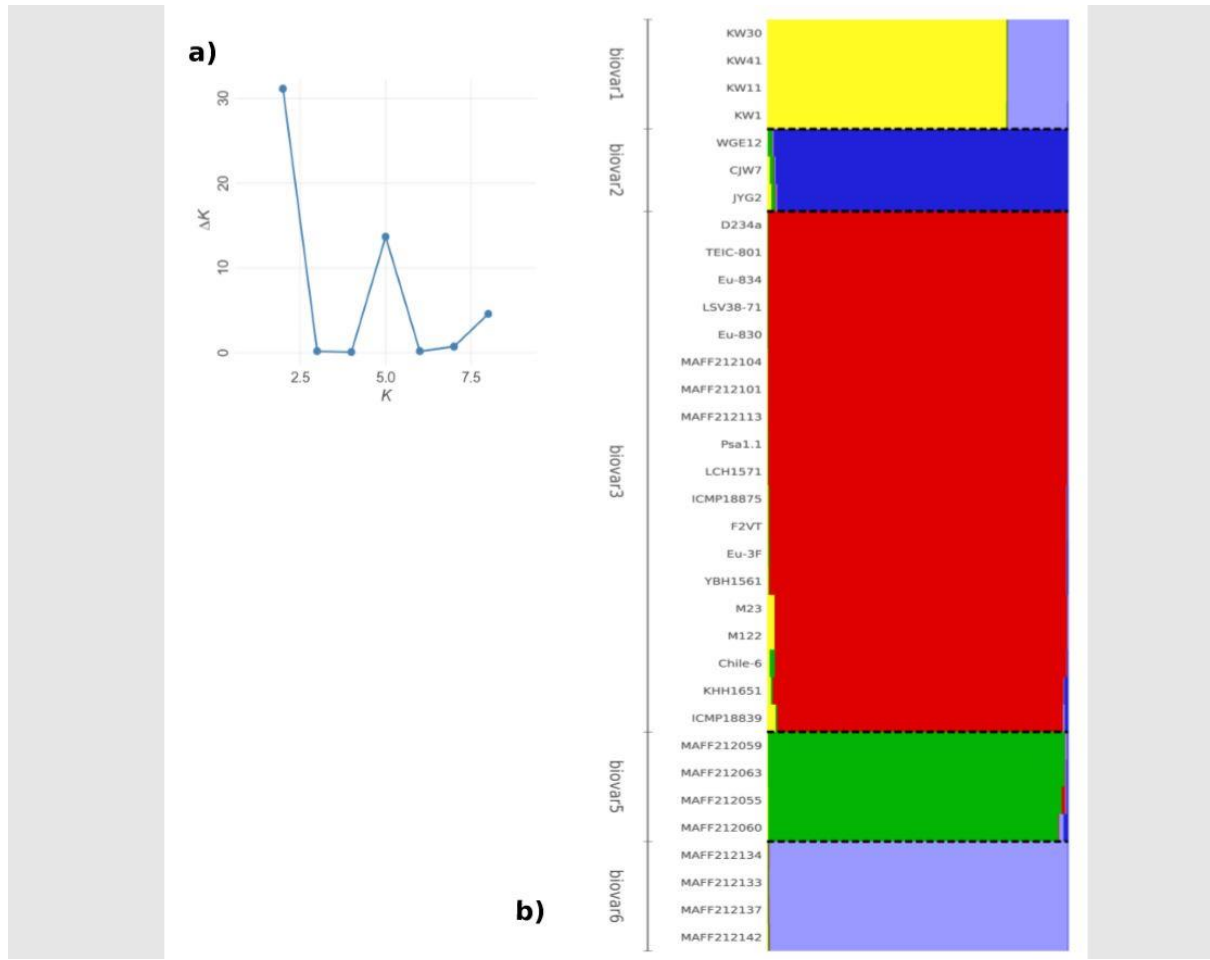 a)
30
20
10
0
ΔK
2.5 5.0 7.5
K
b)
biovar1
KW30
KW41
KW11
KW1
biovar2
WGE12
CJW7
JYG2
biovar3
D234a
TEIC-801
Eu-834
LSV38-71
Eu-830
MAFF212104
MAFF212101
MAFF212113
Psa1.1
LCH1571
ICMP18875
F2VT
Eu-3F
YBH1561
M23
M122
Chile-6
KHH1651
ICMP18839
biovar5
MAFF212059
MAFF212063
MAFF212055
MAFF212060
biovar6
MAFF212134
MAFF212133
MAFF212137
MAFF212142